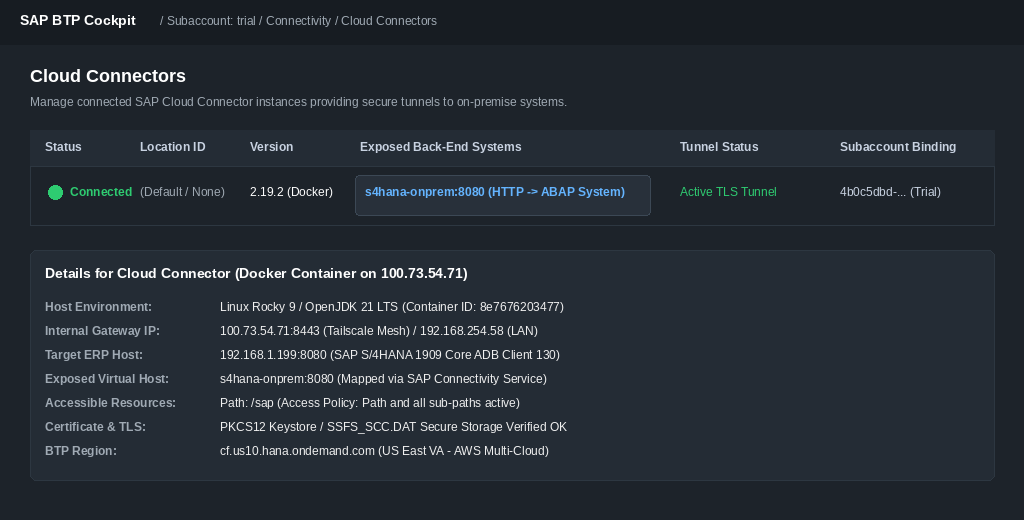 SAP BTP Cockpit / Subaccount: trial / Connectivity / Cloud Connectors
Cloud Connectors
Manage connected SAP Cloud Connector instances providing secure tunnels to on-premise systems.
Status Location ID Version Exposed Back-End Systems Tunnel Status Subaccount Binding
Connected (Default / None) 2.19.2 (Docker) s4hana-onprem:8080 (HTTP -> ABAP System) Active TLS Tunnel 4b0c5dbd-... (Trial)
Details for Cloud Connector (Docker Container on 100.73.54.71)
Host Environment: Linux Rocky 9 / OpenJDK 21 LTS (Container ID: 8e7676203477)
Internal Gateway IP: 100.73.54.71:8443 (Tailscale Mesh) / 192.168.254.58 (LAN)
Target ERP Host: 192.168.1.199:8080 (SAP S/4HANA 1909 Core ADB Client 130)
Exposed Virtual Host: s4hana-onprem:8080 (Mapped via SAP Connectivity Service)
Accessible Resources: Path: /sap (Access Policy: Path and all sub-paths active)
Certificate & TLS: PKCS12 Keystore / SSFS_SCC.DAT Secure Storage Verified OK
BTP Region: cf.us10.hana.ondemand.com (US East VA - AWS Multi-Cloud)